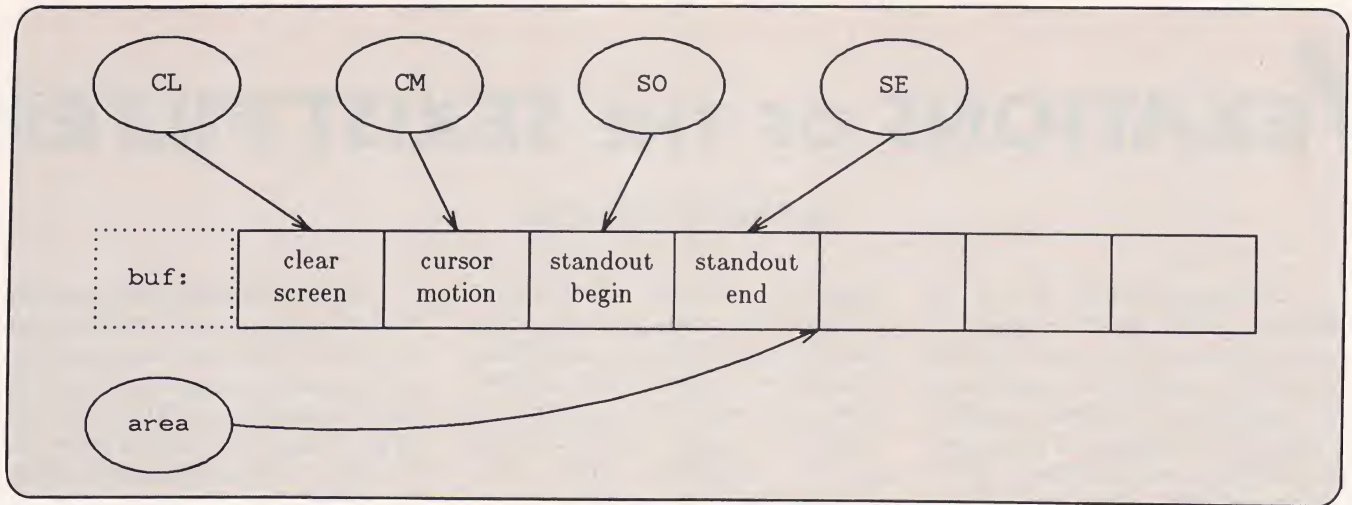 CL CM SO SE
buf:
clear
screen
cursor
motion
standout
begin
standout
end
area